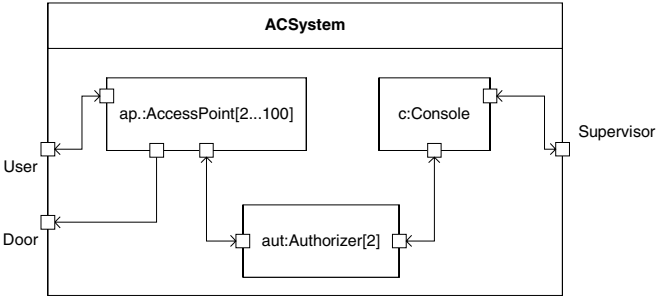 ACSystem
ap.:AccessPoint[2...100]
c:Console
Supervisor
User
Door
aut:Authorizer[2]